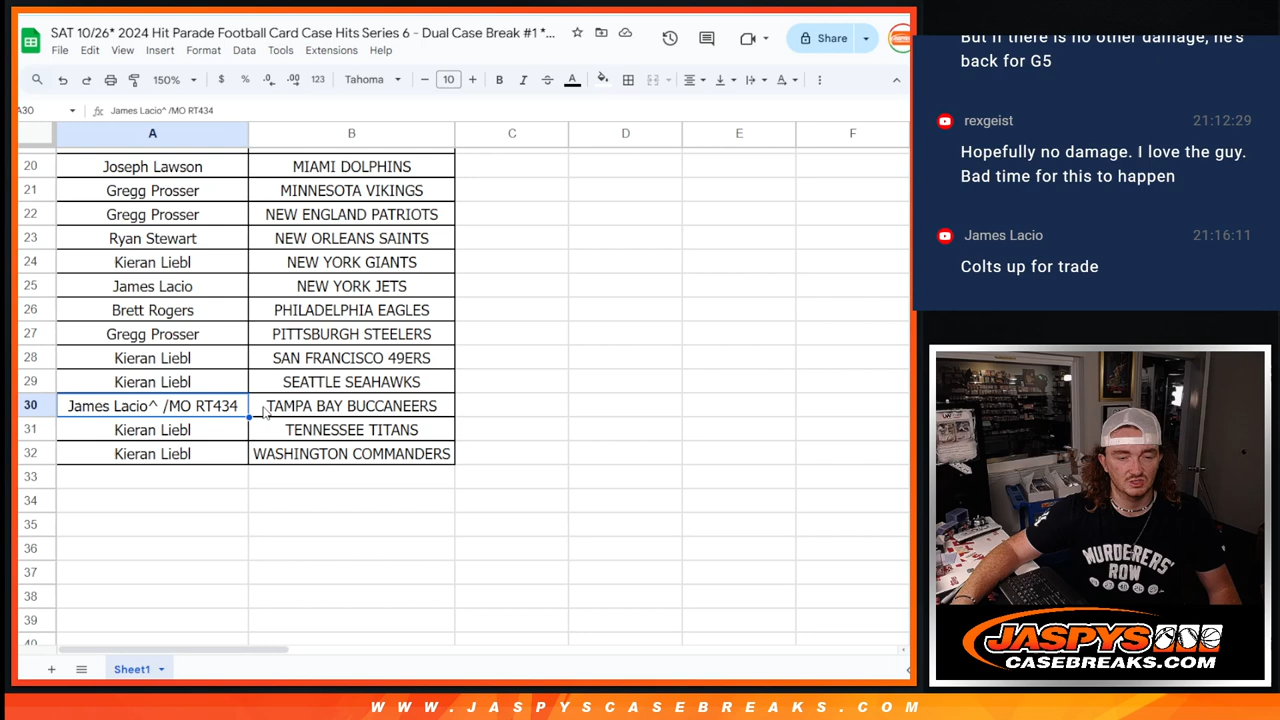 SAT 10/26* 2024 Hit Parade Football Card Case Hits Series 6 - Dual Case Break #1 *...
File Edit View Insert Format Data Tools Extensions Help
Share
150% $ % .0 .00 123 Tahoma 10 B I A
A30 fx James Lacio^ /MO RT434
A B C D E F
20 Joseph Lawson MIAMI DOLPHINS
21 Gregg Prosser MINNESOTA VIKINGS
22 Gregg Prosser NEW ENGLAND PATRIOTS
23 Ryan Stewart NEW ORLEANS SAINTS
24 Kieran Liebl NEW YORK GIANTS
25 James Lacio NEW YORK JETS
26 Brett Rogers PHILADELPHIA EAGLES
27 Gregg Prosser PITTSBURGH STEELERS
28 Kieran Liebl SAN FRANCISCO 49ERS
29 Kieran Liebl SEATTLE SEAHAWKS
30 James Lacio^ /MO RT434 TAMPA BAY BUCCANEERS
31 Kieran Liebl TENNESSEE TITANS
32 Kieran Liebl WASHINGTON COMMANDERS
33
34
35
36
37
38
39
40
Sheet1
But if there is no other damage, he's
back for G5
rexgeist 21:12:29
Hopefully no damage. I love the guy.
Bad time for this to happen
James Lacio 21:16:11
Colts up for trade
MURDERERS'
ROW
JASPYS
CASEBREAKS.COM
WWW.JASPYSCASEBREAKS.COM